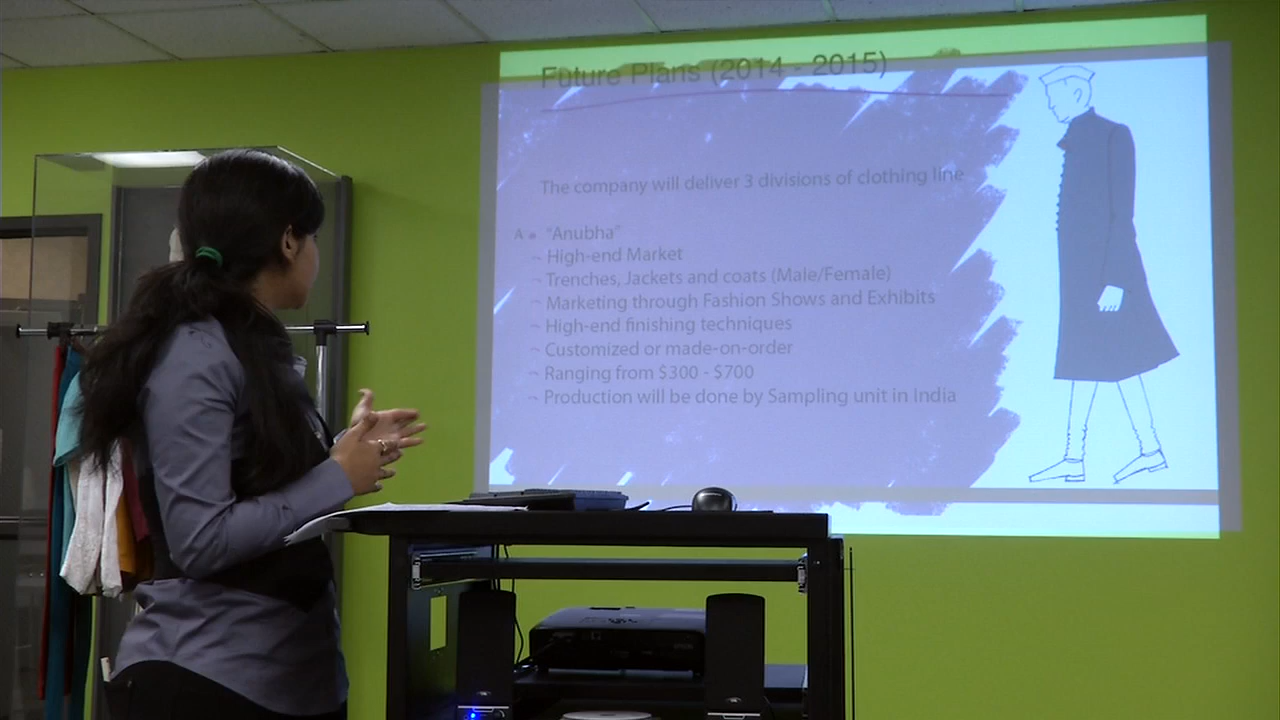 Future Plans (2014 - 2015)
The company will deliver 3 divisions of clothing line
A • "Anubha"
~ High-end Market
~ Trenches, Jackets and coats (Male/Female)
~ Marketing through Fashion Shows and Exhibits
~ High-end finishing techniques
~ Customized or made-on-order
~ Ranging from $300 - $700
~ Production will be done by Sampling unit in India